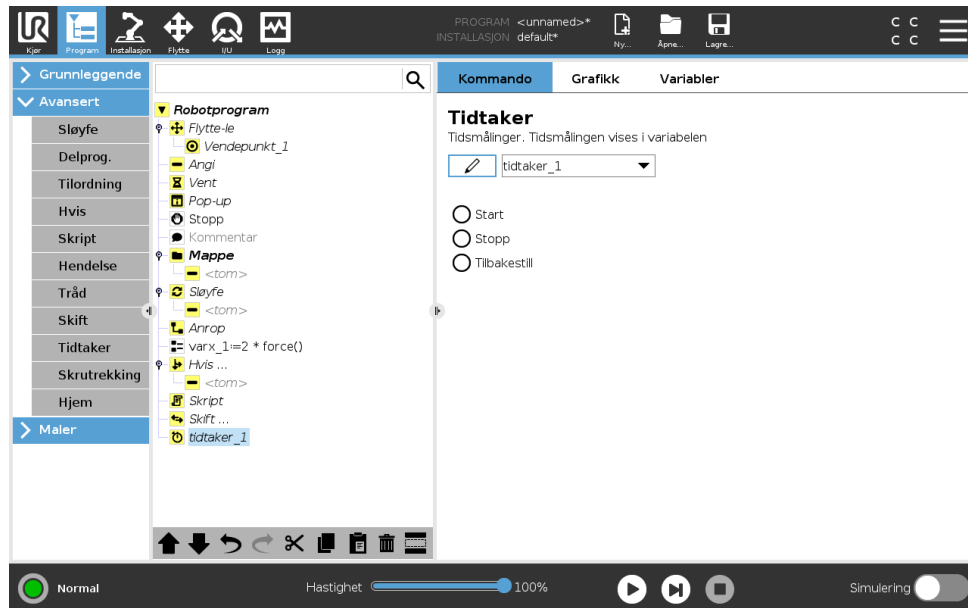 PROGRAM <unnamed>*
INSTALLASJON default*
Kjør
Program
Installasjon
Flytte
I/U
Logg
Ny...
Åpne...
Lagre...
C C
C C
Grunnleggende
Avansert
Sløyfe
Delprog.
Tilordning
Hvis
Skript
Hendelse
Tråd
Skift
Tidtaker
Skrutrekking
Hjem
Maler
Robotprogram
Flytte-le
Vendepunkt_1
Angi
Vent
Pop-up
Stopp
Kommentar
Mappe
<tom>
Sløyfe
<tom>
Anrop
varx_1:=2 * force()
Hvis ...
<tom>
Skript
Skift ...
tidtaker_1
Kommando
Grafikk
Variabler
Tidtaker
Tidsmålinger. Tidsmålingen vises i variabelen
tidtaker_1
Start
Stopp
Tilbakestill
Normal
Hastighet
100%
Simulering